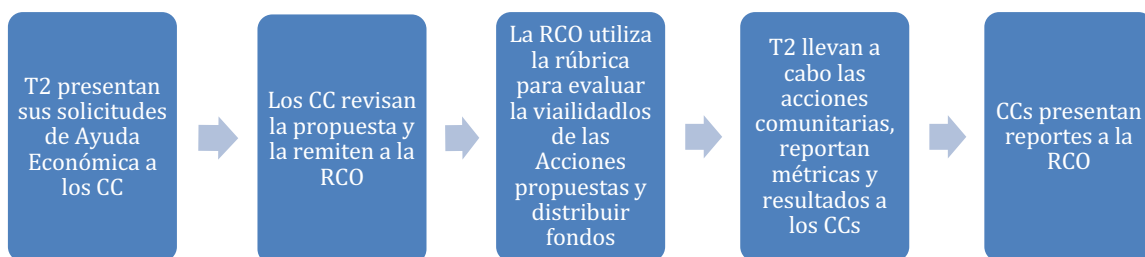 T2 presentan
sus solicitudes
de Ayuda
Económica a
los CC
Los CC revisan
la propuesta y
la remiten a la
RCO
La RCO utiliza
la rúbrica
para evaluar
la viailidadlos
de las
Acciones
propuestas y
distribuir
fondos
T2 llevan a
cabo las
acciones
comunitarias,
reportan
métricas y
resultados a
los CCs
CCs presentan
reportes a la
RCO